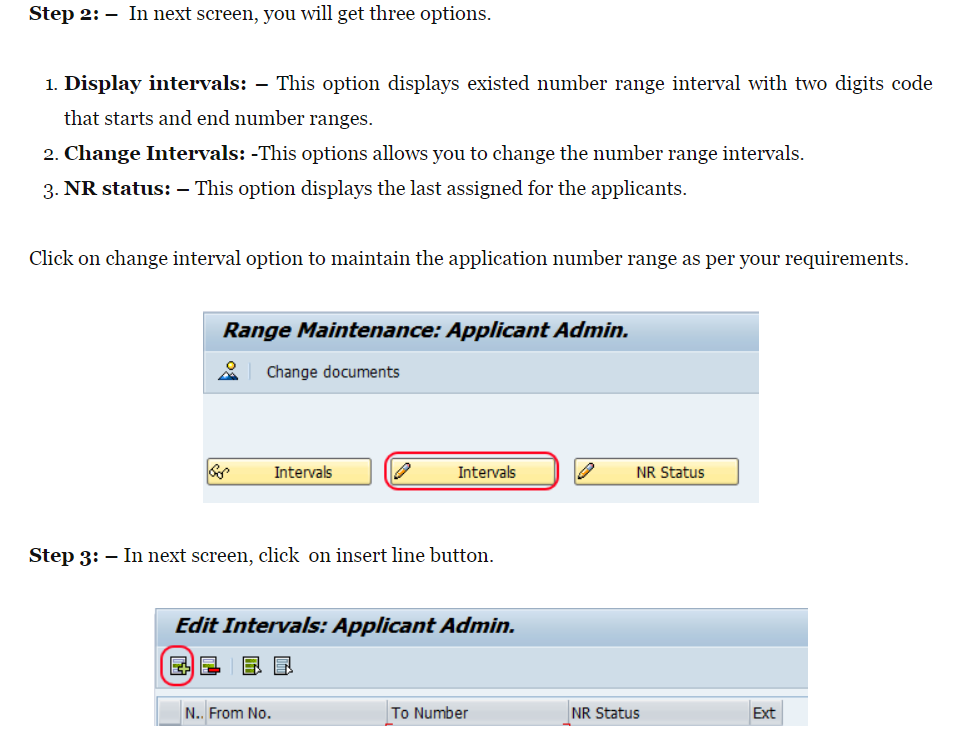 Step 2: – In next screen, you will get three options.
1. Display intervals: – This option displays existed number range interval with two digits code
that starts and end number ranges.
2. Change Intervals: -This options allows you to change the number range intervals.
3. NR status: – This option displays the last assigned for the applicants.
Click on change interval option to maintain the application number range as per your requirements.
Range Maintenance: Applicant Admin.
Change documents
Intervals Intervals NR Status
Step 3: – In next screen, click on insert line button.
Edit Intervals: Applicant Admin.
N.. From No. To Number NR Status Ext